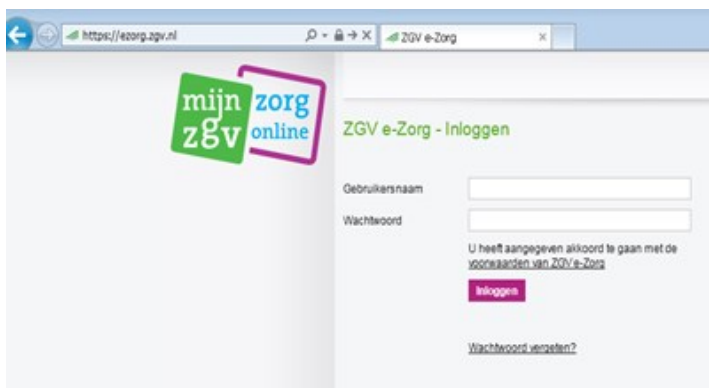 https://ezorg.zgv.nl
ZGV e-Zorg
mijn zgv
zorg online
ZGV e-Zorg - Inloggen
Gebruikersnaam
Wachtwoord
U heeft aangegeven akkoord te gaan met de
voorwaarden van ZGV e-Zorg
Inloggen
Wachtwoord vergeten?